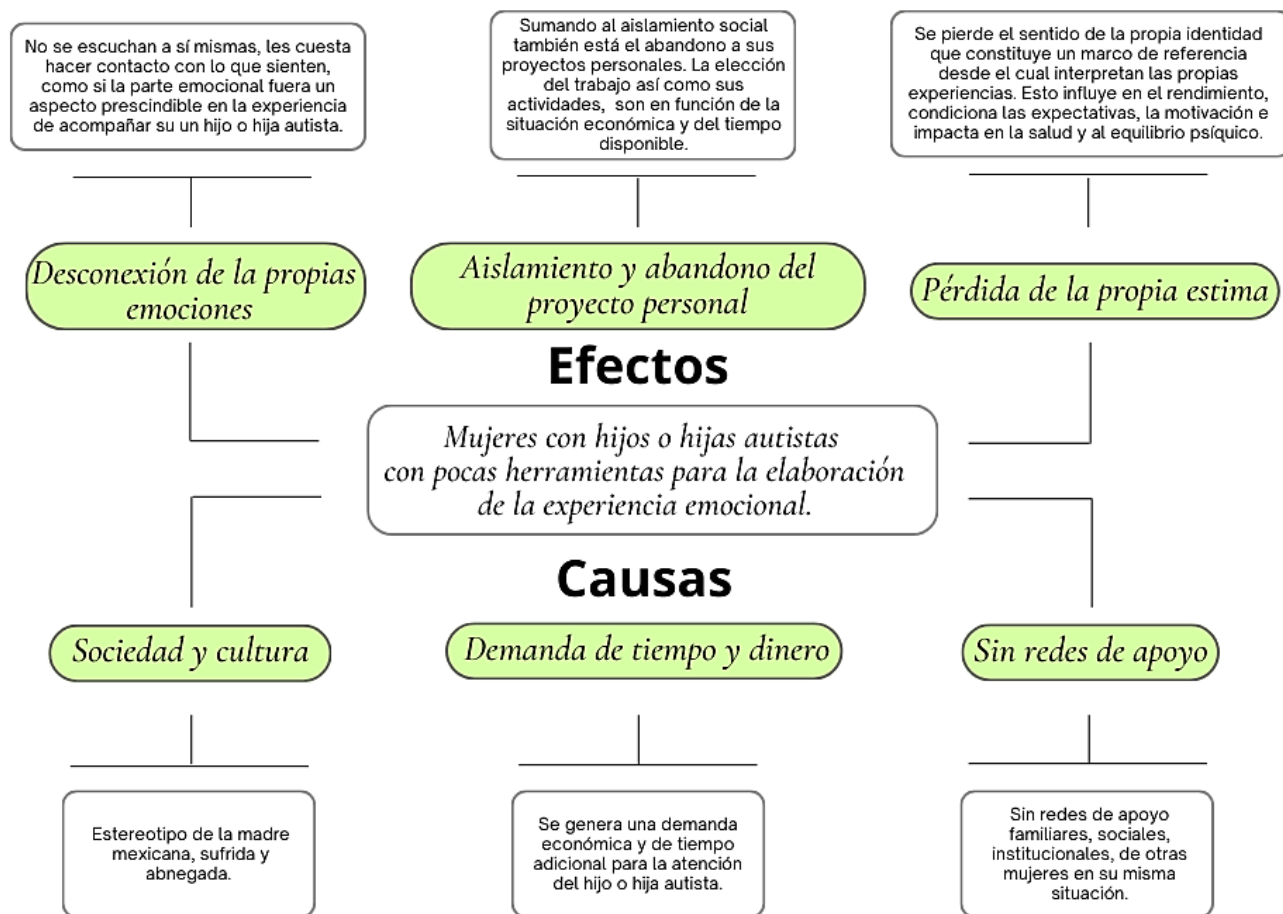 No se escuchan a sí mismas, les cuesta
hacer contacto con lo que sienten,
como si la parte emocional fuera un
aspecto prescindible en la experiencia
de acompañar su un hijo o hija autista.
Sumando al aislamiento social
también está el abandono a sus
proyectos personales. La elección
del trabajo así como sus
actividades, son en función de la
situación económica y del tiempo
disponible.
Se pierde el sentido de la propia identidad
que constituye un marco de referencia
desde el cual interpretan las propias
experiencias. Esto influye en el rendimiento,
condiciona las expectativas, la motivación e
impacta en la salud y al equilibrio psíquico.
Desconexión de la propias
emociones
Aislamiento y abandono del
proyecto personal
Pérdida de la propia estima
Efectos
Mujeres con hijos o hijas autistas
con pocas herramientas para la elaboración
de la experiencia emocional.
Causas
Sociedad y cultura
Demanda de tiempo y dinero
Sin redes de apoyo
Estereotipo de la madre
mexicana, sufrida y
abnegada.
Se genera una demanda
económica y de tiempo
adicional para la atención
del hijo o hija autista.
Sin redes de apoyo
familiares, sociales,
institucionales, de otras
mujeres en su misma
situación.